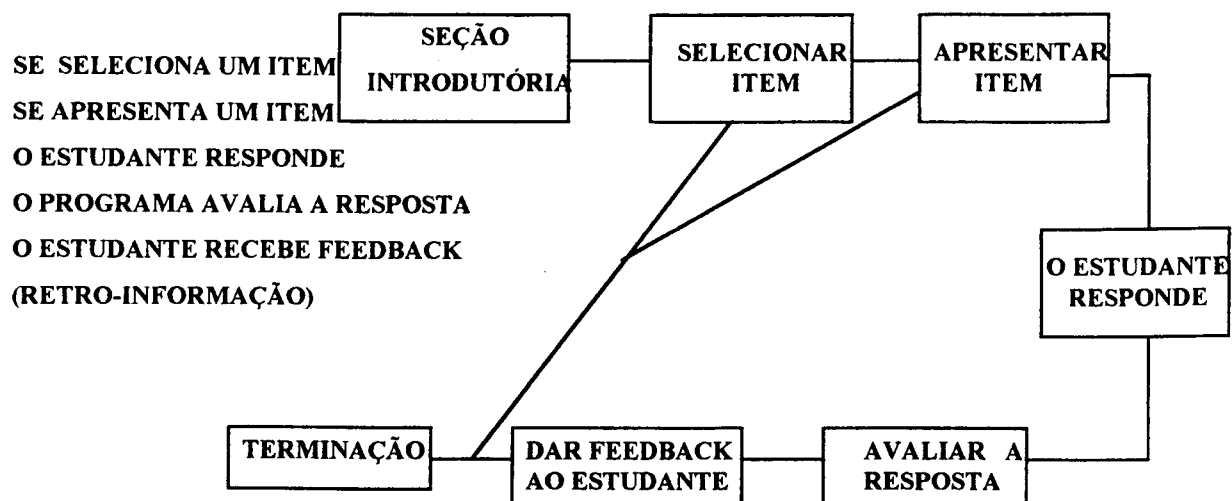 SE SELECIONA UM ITEM
SE APRESENTA UM ITEM
O ESTUDANTE RESPONDE
O PROGRAMA AVALIA A RESPOSTA
O ESTUDANTE RECEBE FEEDBACK
(RETRO-INFORMAÇÃO)
SEÇÃO
INTRODUTÓRIA
SELECIONAR
ITEM
APRESENTAR
ITEM
O ESTUDANTE
RESPONDE
AVALIAR A
RESPOSTA
DAR FEEDBACK
AO ESTUDANTE
TERMINAÇÃO